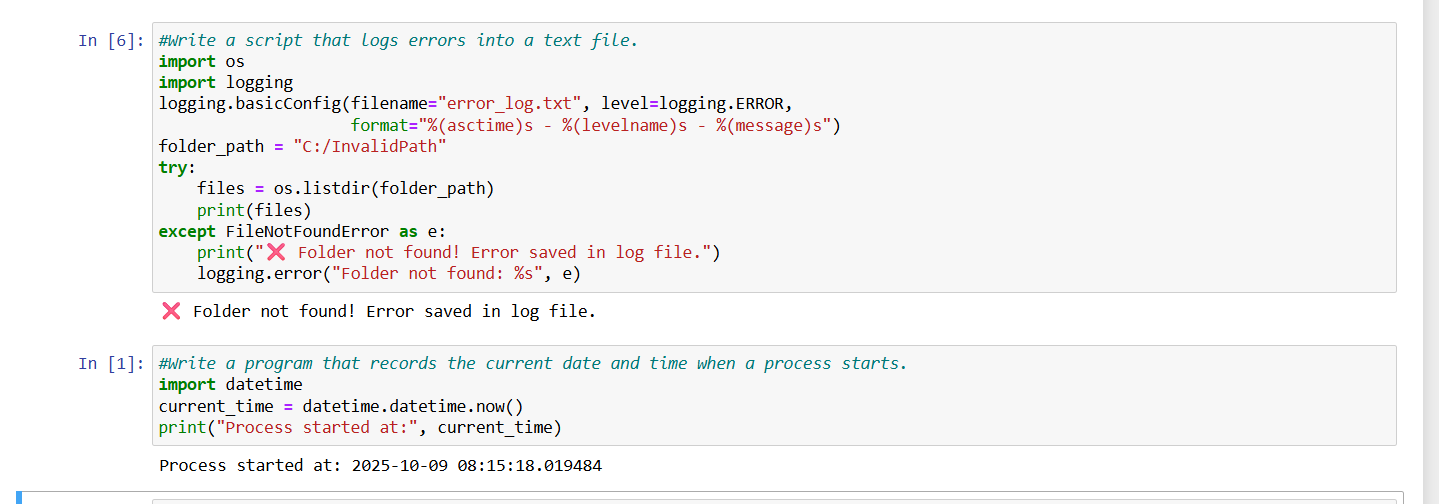 In [6]: #Write a script that logs errors into a text file.
import os
import logging
logging.basicConfig(filename="error_log.txt", level=logging.ERROR,
                    format="%(asctime)s - %(levelname)s - %(message)s")
folder_path = "C:/InvalidPath"
try:
    files = os.listdir(folder_path)
    print(files)
except FileNotFoundError as e:
    print("❌ Folder not found! Error saved in log file.")
    logging.error("Folder not found: %s", e)
❌ Folder not found! Error saved in log file.
In [1]: #Write a program that records the current date and time when a process starts.
import datetime
current_time = datetime.datetime.now()
print("Process started at:", current_time)
Process started at: 2025-10-09 08:15:18.019484